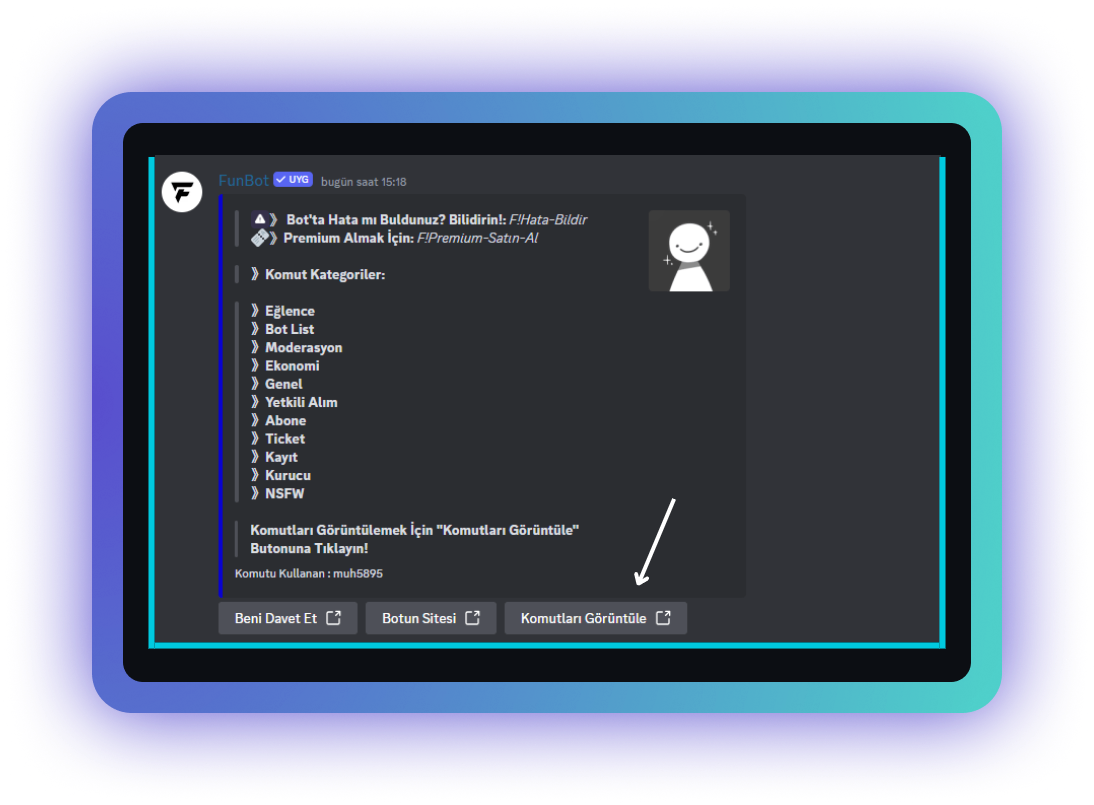 FunBot ✓ UYG bugün saat 15:18
》 Bot'ta Hata mı Buldunuz? Bilidirin!: F!Hata-Bildir
》 Premium Almak İçin: F!Premium-Satın-Al
》 Komut Kategoriler:
》 Eğlence
》 Bot List
》 Moderasyon
》 Ekonomi
》 Genel
》 Yetkili Alım
》 Abone
》 Ticket
》 Kayıt
》 Kurucu
》 NSFW
Komutları Görüntülemek İçin "Komutları Görüntüle"
Butonuna Tıklayın!
Komutu Kullanan : muh5895
Beni Davet Et Botun Sitesi Komutları Görüntüle